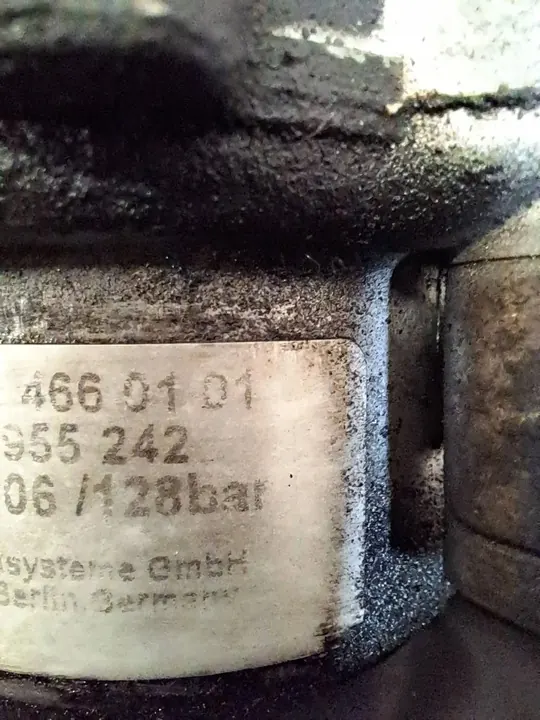 466 01 01
955 242
06 /128bar
systeme GmbH
Berlin, Germany